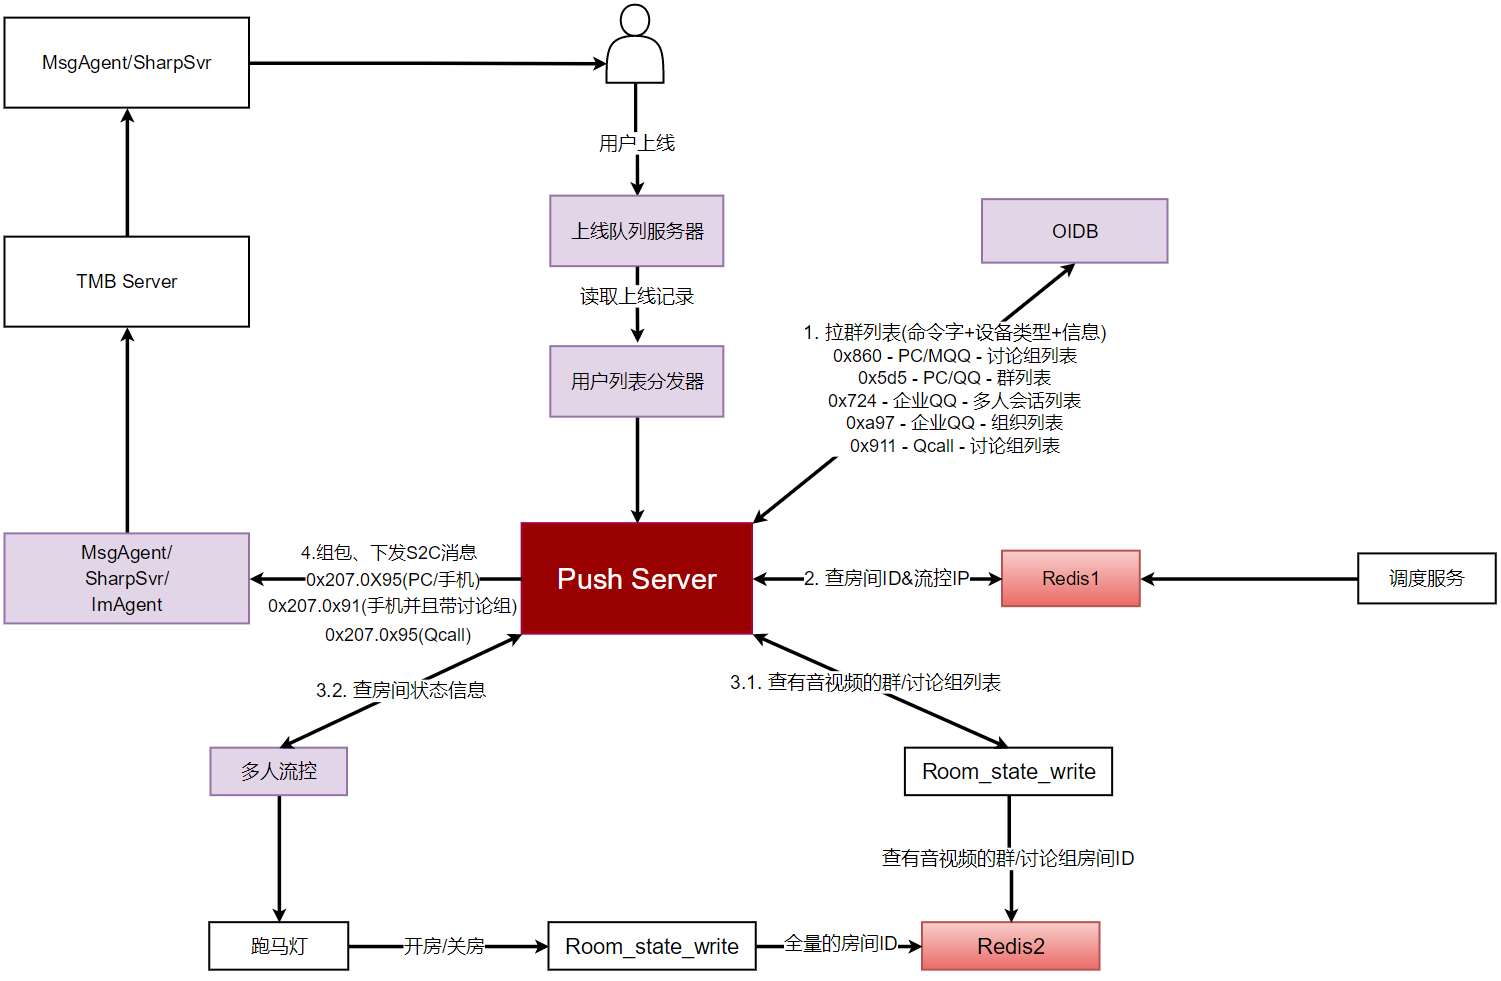 MsgAgent/SharpSvr
用户上线
上线队列服务器
OIDB
TMB Server
读取上线记录
1. 拉群列表(命令字+设备类型+信息)
0x860 - PC/MQQ - 讨论组列表
0x5d5 - PC/QQ - 群列表
0x724 - 企业QQ - 多人会话列表
0xa97 - 企业QQ - 组织列表
0x911 - Qcall - 讨论组列表
用户列表分发器
MsgAgent/
SharpSvr/
ImAgent
4.组包、下发S2C消息
0x207.0X95(PC/手机)
0x207.0x91(手机并且带讨论组)
0x207.0x95(Qcall)
Push Server
2. 查房间ID&流控IP
Redis1
调度服务
3.2. 查房间状态信息
3.1. 查有音视频的群/讨论组列表
多人流控
Room_state_write
查有音视频的群/讨论组房间ID
跑马灯
开房/关房
Room_state_write
全量的房间ID
Redis2